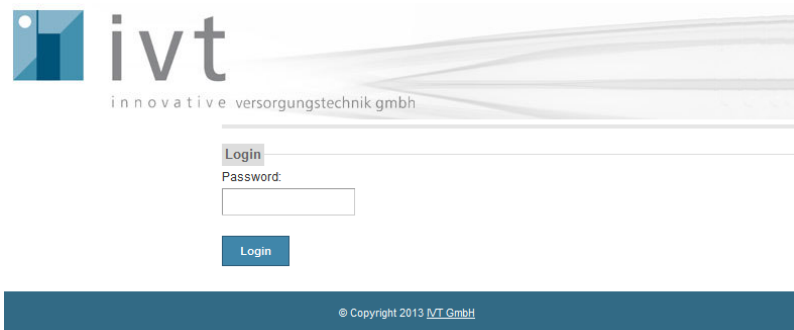 ivt
innovative versorgungstechnik gmbh
Login
Password:
Login
© Copyright 2013 IVT GmbH